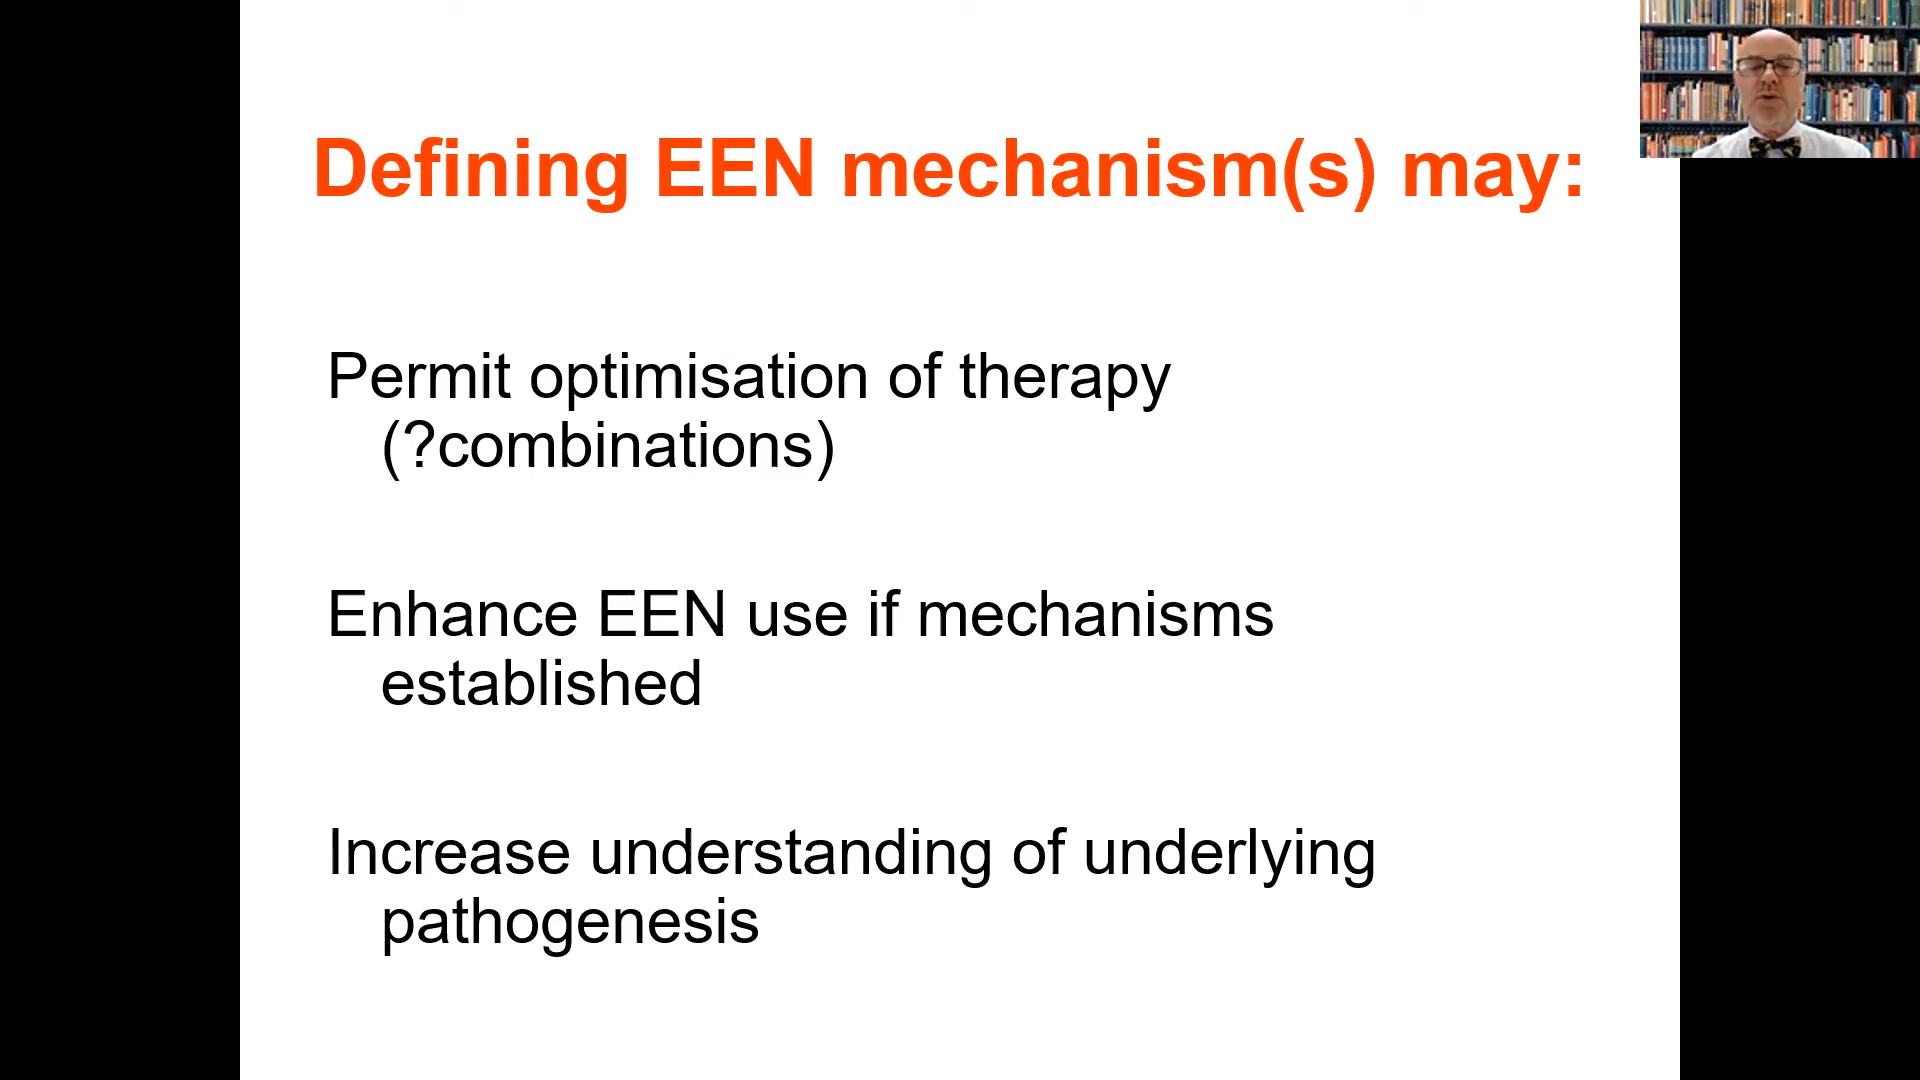 Defining EEN mechanism(s) may:
Permit optimisation of therapy
(?combinations)
Enhance EEN use if mechanisms
established
Increase understanding of underlying
pathogenesis